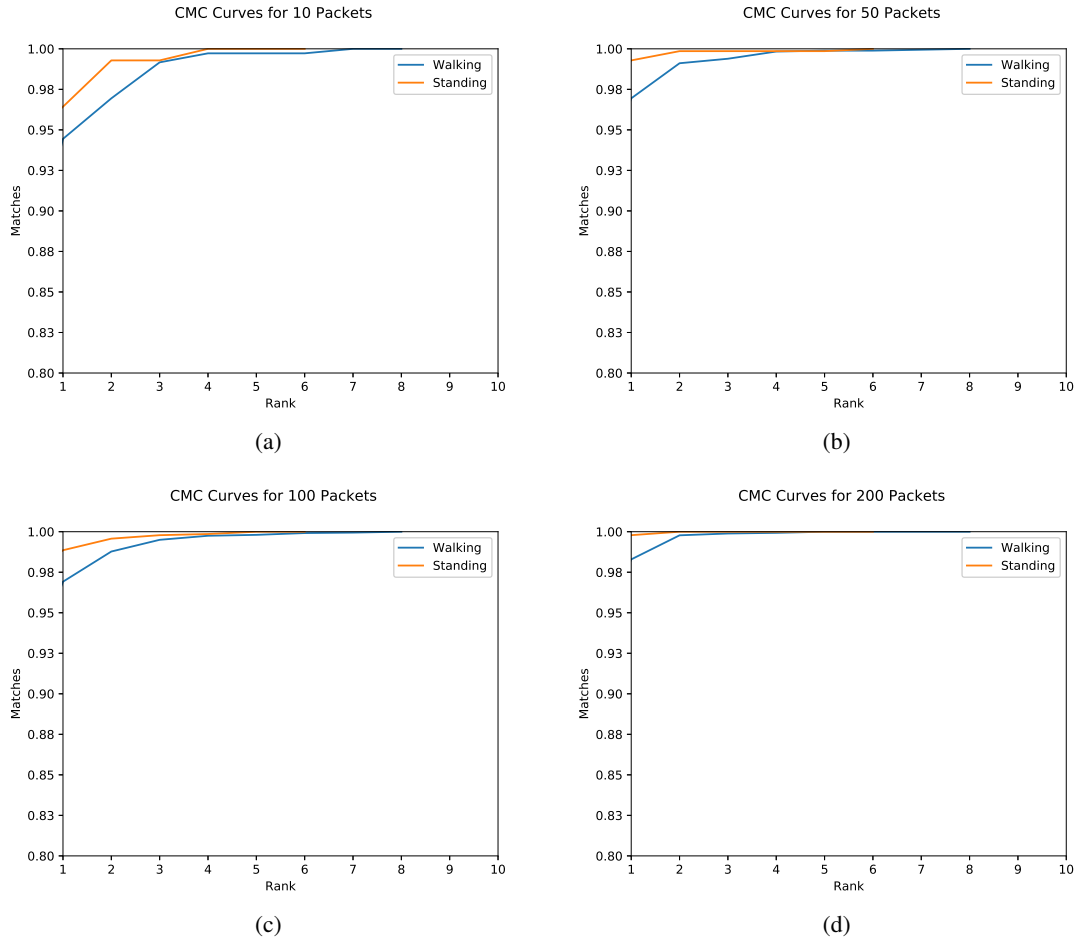 CMC Curves for 10 Packets
1.00
0.98
0.95
0.93
0.90
0.88
0.85
0.83
0.80
Matches
Walking
Standing
1 2 3 4 5 6 7 8 9 10
Rank
(a)
CMC Curves for 50 Packets
1.00
0.98
0.95
0.93
0.90
0.88
0.85
0.83
0.80
Matches
Walking
Standing
1 2 3 4 5 6 7 8 9 10
Rank
(b)
CMC Curves for 100 Packets
1.00
0.98
0.95
0.93
0.90
0.88
0.85
0.83
0.80
Matches
Walking
Standing
1 2 3 4 5 6 7 8 9 10
Rank
(c)
CMC Curves for 200 Packets
1.00
0.98
0.95
0.93
0.90
0.88
0.85
0.83
0.80
Matches
Walking
Standing
1 2 3 4 5 6 7 8 9 10
Rank
(d)